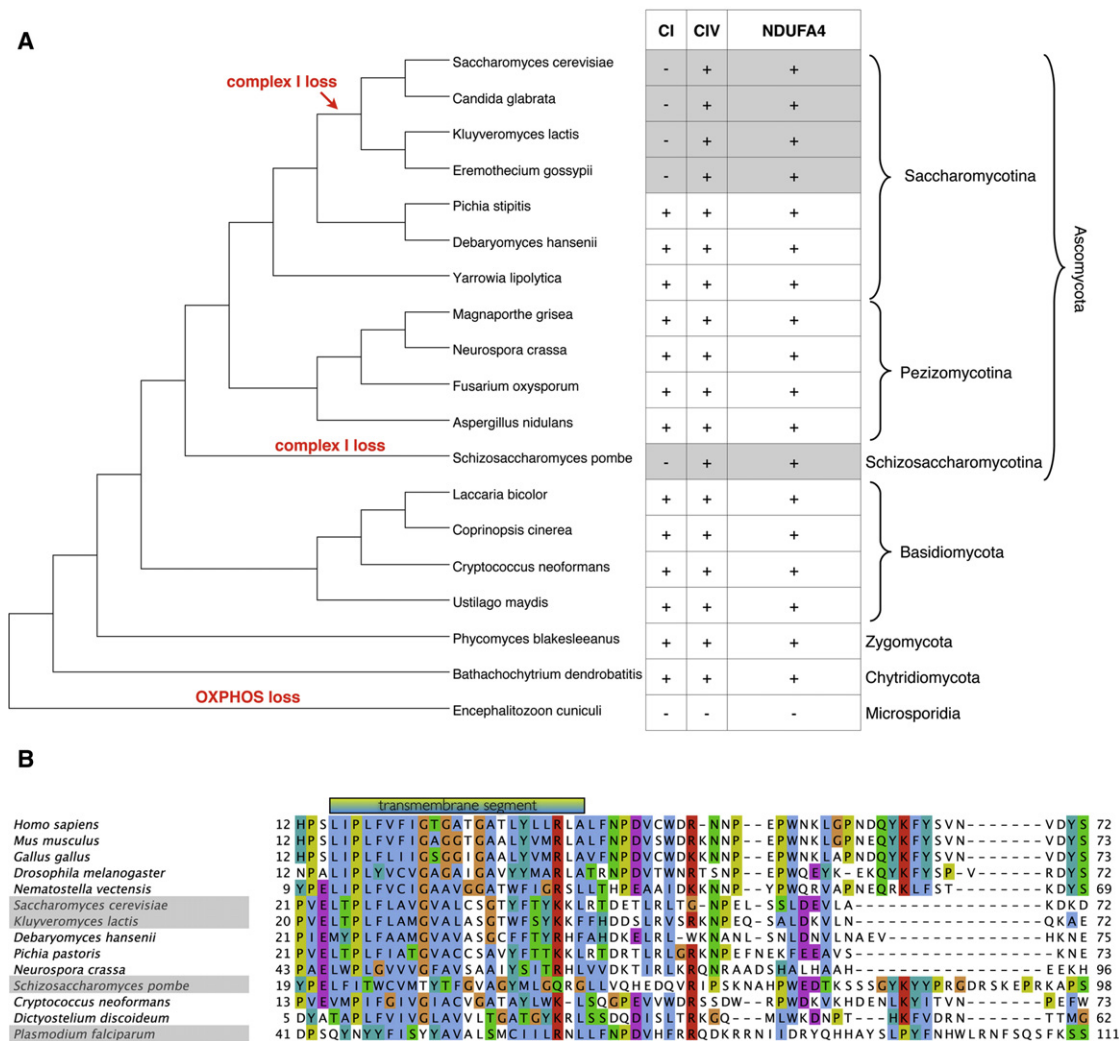 A
CI CIV NDUFA4
complex I loss
Saccharomyces cerevisiae - + +
Candida glabrata - + +
Kluyveromyces lactis - + +
Eremothecium gossypii - + +
Saccharomycotina
Pichia stipitis + + +
Debaryomyces hansenii + + +
Yarrowia lipolytica + + +
Ascomycota
Magnaporthe grisea + + +
Neurospora crassa + + +
Pezizomycotina
Fusarium oxysporum + + +
Aspergillus nidulans + + +
complex I loss
Schizosaccharomyces pombe - + + Schizosaccharomycotina
Laccaria bicolor + + +
Coprinopsis cinerea + + +
Basidiomycota
Cryptococcus neoformans + + +
Ustilago maydis + + +
Phycomyces blakesleeanus + + + Zygomycota
Bathachochytrium dendrobatitis + + + Chytridiomycota
OXPHOS loss
Encephalitozoon cuniculi - - - Microsporidia
B
transmembrane segment
Homo sapiens 12 HPSLIPLFVFIGTGATGATLYLLRLALFNPDVCWDR-NNP--EPWNKLGPNDQYKFYSVN-------VDYS 72
Mus musculus 12 HPSLIPLFVFIGAGGTGAALYVMRLALFNPDVSWDRKNNP--EPWNKLGPNEQYKFYSVN-------VDYS 73
Gallus gallus 12 HPSLIPLFLIIGSGGIGAALYLLRLAVFNPDVCWDKKNNP--EPWNKLAPNDQYKFYSVN-------VDYS 73
Drosophila melanogaster 12 NPALIPLYVCVGAGAIGAVYYMARLATRNPDVTWNRTSNP--EPWQEYK-EKQYKFYSP-V------RDYS 72
Nematostella vectensis 9 YPELIPLFVCIGAAVGGATWFIGRSLLTHPEAAIDKKNNP--YPWQRVAPNEQRKLFST-------KDYS 69
Saccharomyces cerevisiae 21 PVELTPLFLAVGVALCSGTYFTYKKLRTDETLRLTG-NPEL-SSLDEVLA-------------KDKD 72
Kluyveromyces lactis 20 PVELTPLFLAMGVALASGTWFSYKKFFHDDSLRVSRKNPEQ-SALDKVLN-------------QKAE 72
Debaryomyces hansenii 21 PIEMYPLFAAMGVAVASGCFFTYRHFAHDKELRL-WKNANL-SNLDNVLNAEV----------KHNE 75
Pichia pastoris 21 PLELTPLFIATGVACCSAVYFTTKKLRTDRTLRLGRKNPEFNEKFEEAVS-------------KNE 73
Neurospora crassa 43 PAELWPLGVVVGFAVSAAIYSITRHLVVDKTIRLKRQNRAADSHALHAAH-------------EEKH 96
Schizosaccharomyces pombe 19 YPELFITWCVMTYTFGVAGYMLGQRGLLVQHEDQVRIPSKNAHPWEDTKSSSGYKYYPRGDRSKEPRKAPS 98
Cryptococcus neoformans 13 PVEVMPIFGIVGIACVGATAYLWK-LSQGPEVVWDRSSDW--RPWDKVKHDENLKYITVN-------PEFW 73
Dictyostelium discoideum 5 DYATAPLFVIVGLAVVLTGATGYKRLSSDQDISLTRKGQ---MLWKDNPT--HKFVDRN-------TTMG 62
Plasmodium falciparum 41 DPSQYNYYFISYYAVALSMCIILRNLFNPDVHFRRQDKRRNIIDRYQHHAYSLPYFNHWLRNFSQSFKSS 111